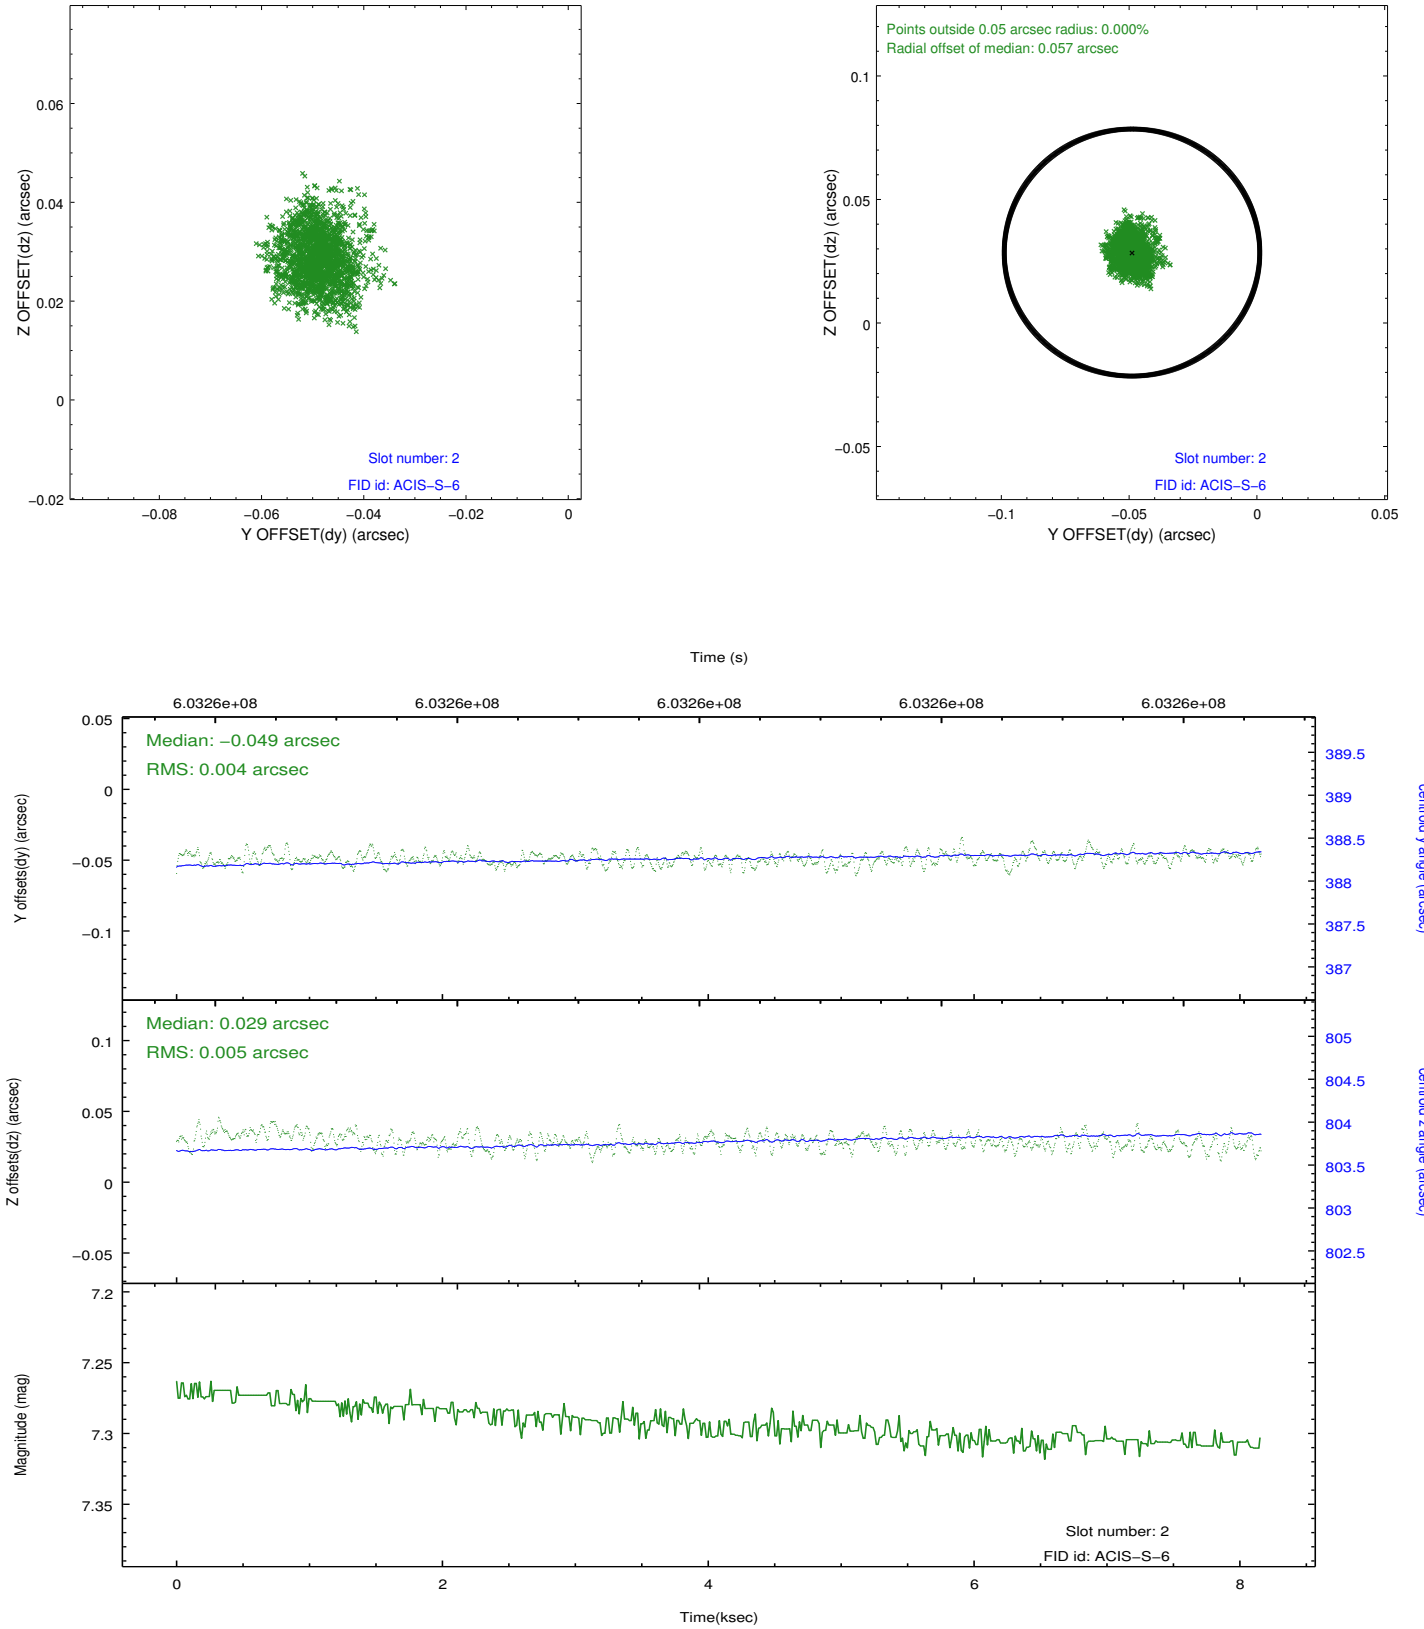 0.06
0.04
0.02
0
−0.02
−0.08
−0.06
−0.04
−0.02
0
Z OFFSET(dz) (arcsec)
Y OFFSET(dy) (arcsec)
Slot number: 2
FID id: ACIS−S−6
Points outside 0.05 arcsec radius: 0.000%
Radial offset of median: 0.057 arcsec
0.1
0.05
0
−0.05
−0.1
−0.05
0
0.05
Z OFFSET(dz) (arcsec)
Y OFFSET(dy) (arcsec)
Slot number: 2
FID id: ACIS−S−6
Time (s)
6.0326e+08
6.0326e+08
6.0326e+08
6.0326e+08
6.0326e+08
Median: −0.049 arcsec
RMS: 0.004 arcsec
0.05
0
−0.05
−0.1
Y offsets(dy) (arcsec)
389.5
389
388.5
388
387.5
387
centroid y angle (arcsec)
Median: 0.029 arcsec
RMS: 0.005 arcsec
0.1
0.05
0
−0.05
Z offsets(dz) (arcsec)
805
804.5
804
803.5
803
802.5
centroid z angle (arcsec)
7.2
7.25
7.3
7.35
Magnitude (mag)
Slot number: 2
FID id: ACIS−S−6
0
2
4
6
8
Time(ksec)